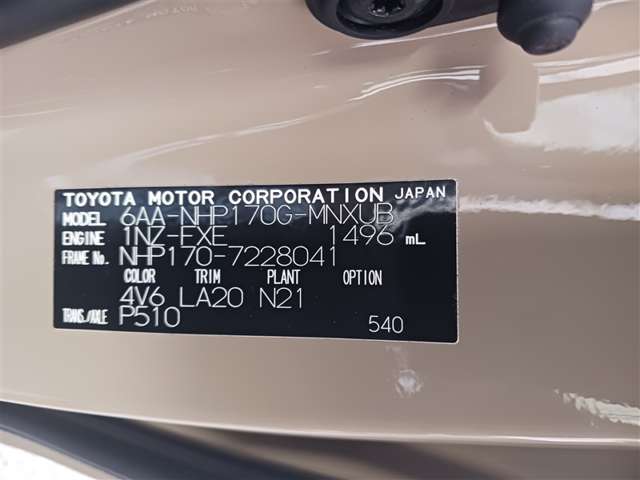 TOYOTA MOTOR CORPORATION JAPAN
MODEL 6AA-NHP170G-MNXUB
ENGINE 1NZ-FXE 1496 mL
FRAME No. NHP170-7228041
COLOR TRIM PLANT OPTION
4V6 LA20 N21
TRANS./AXLE P510
540